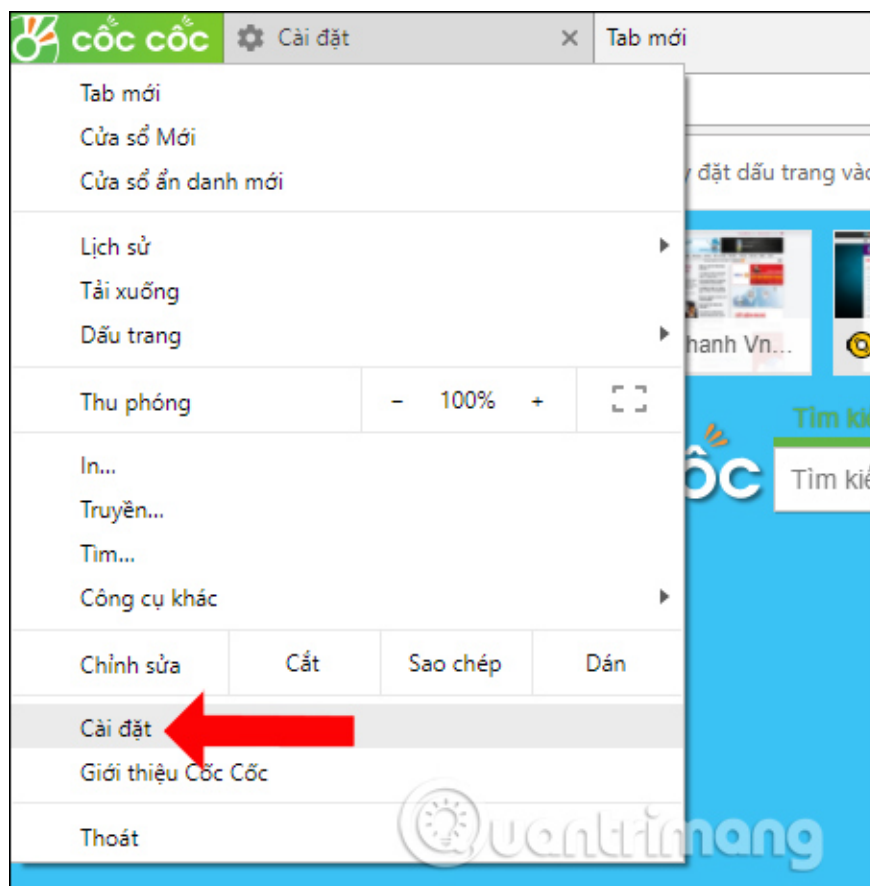 cốc cốc Cài đặt Tab mới
Tab mới
Cửa sổ Mới
Cửa sổ ẩn danh mới
đặt dấu trang
Lịch sử
Tải xuống
Dấu trang
hanh Vn...
Thu phóng - 100% +
Tìm
In...
ốc Tìm
Truyền...
Tìm...
Công cụ khác
Chỉnh sửa Cắt Sao chép Dán
Cài đặt
Giới thiệu Cốc Cốc
Thoát
Quantrimang